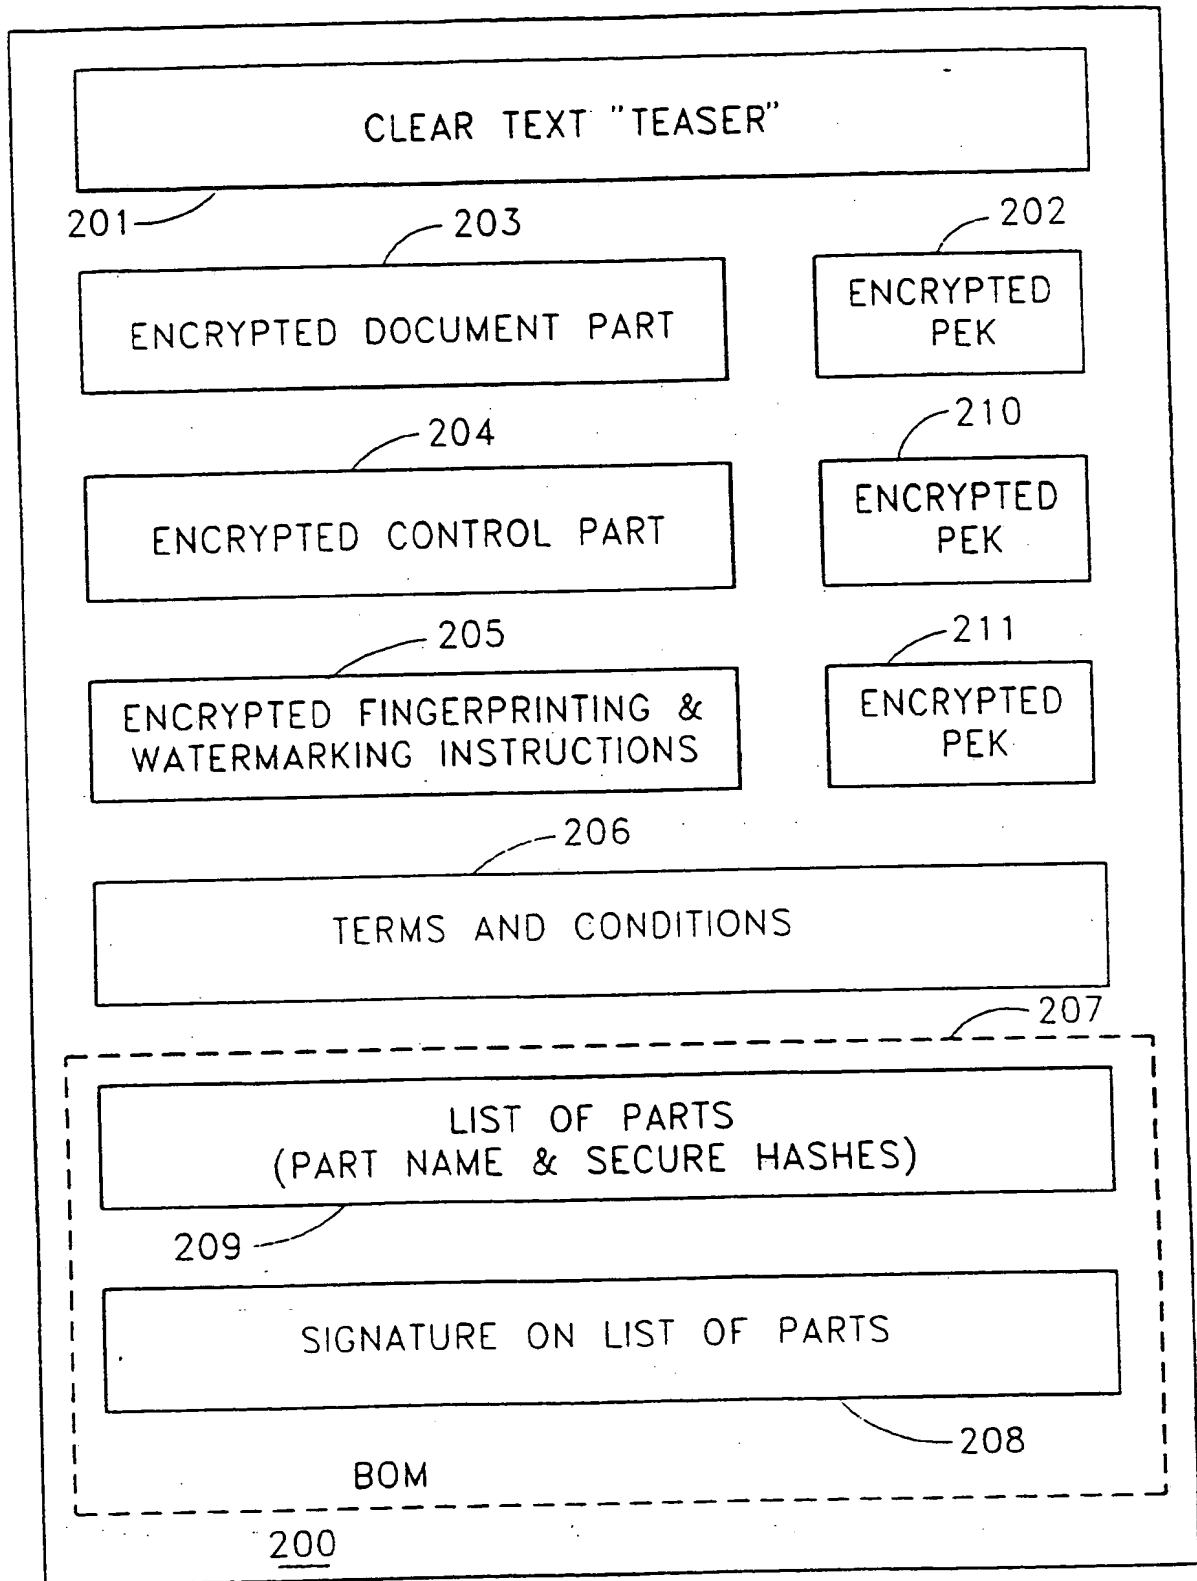 CLEAR TEXT "TEASER"
201
203
202
ENCRYPTED DOCUMENT PART
ENCRYPTED
PEK
204
210
ENCRYPTED CONTROL PART
ENCRYPTED
PEK
205
211
ENCRYPTED FINGERPRINTING &
WATERMARKING INSTRUCTIONS
ENCRYPTED
PEK
206
TERMS AND CONDITIONS
207
LIST OF PARTS
(PART NAME & SECURE HASHES)
209
SIGNATURE ON LIST OF PARTS
208
BOM
200